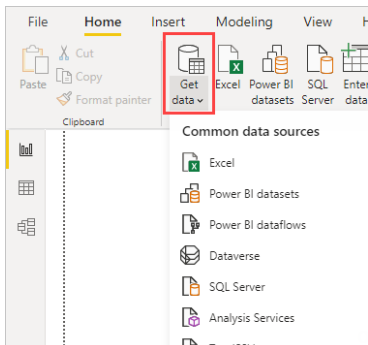 File Home Insert Modeling View
Cut
Copy
Format painter
Paste
Clipboard
Get data
Excel
Power BI datasets
SQL Server
Common data sources
Excel
Power BI datasets
Power BI dataflows
Dataverse
SQL Server
Analysis Services